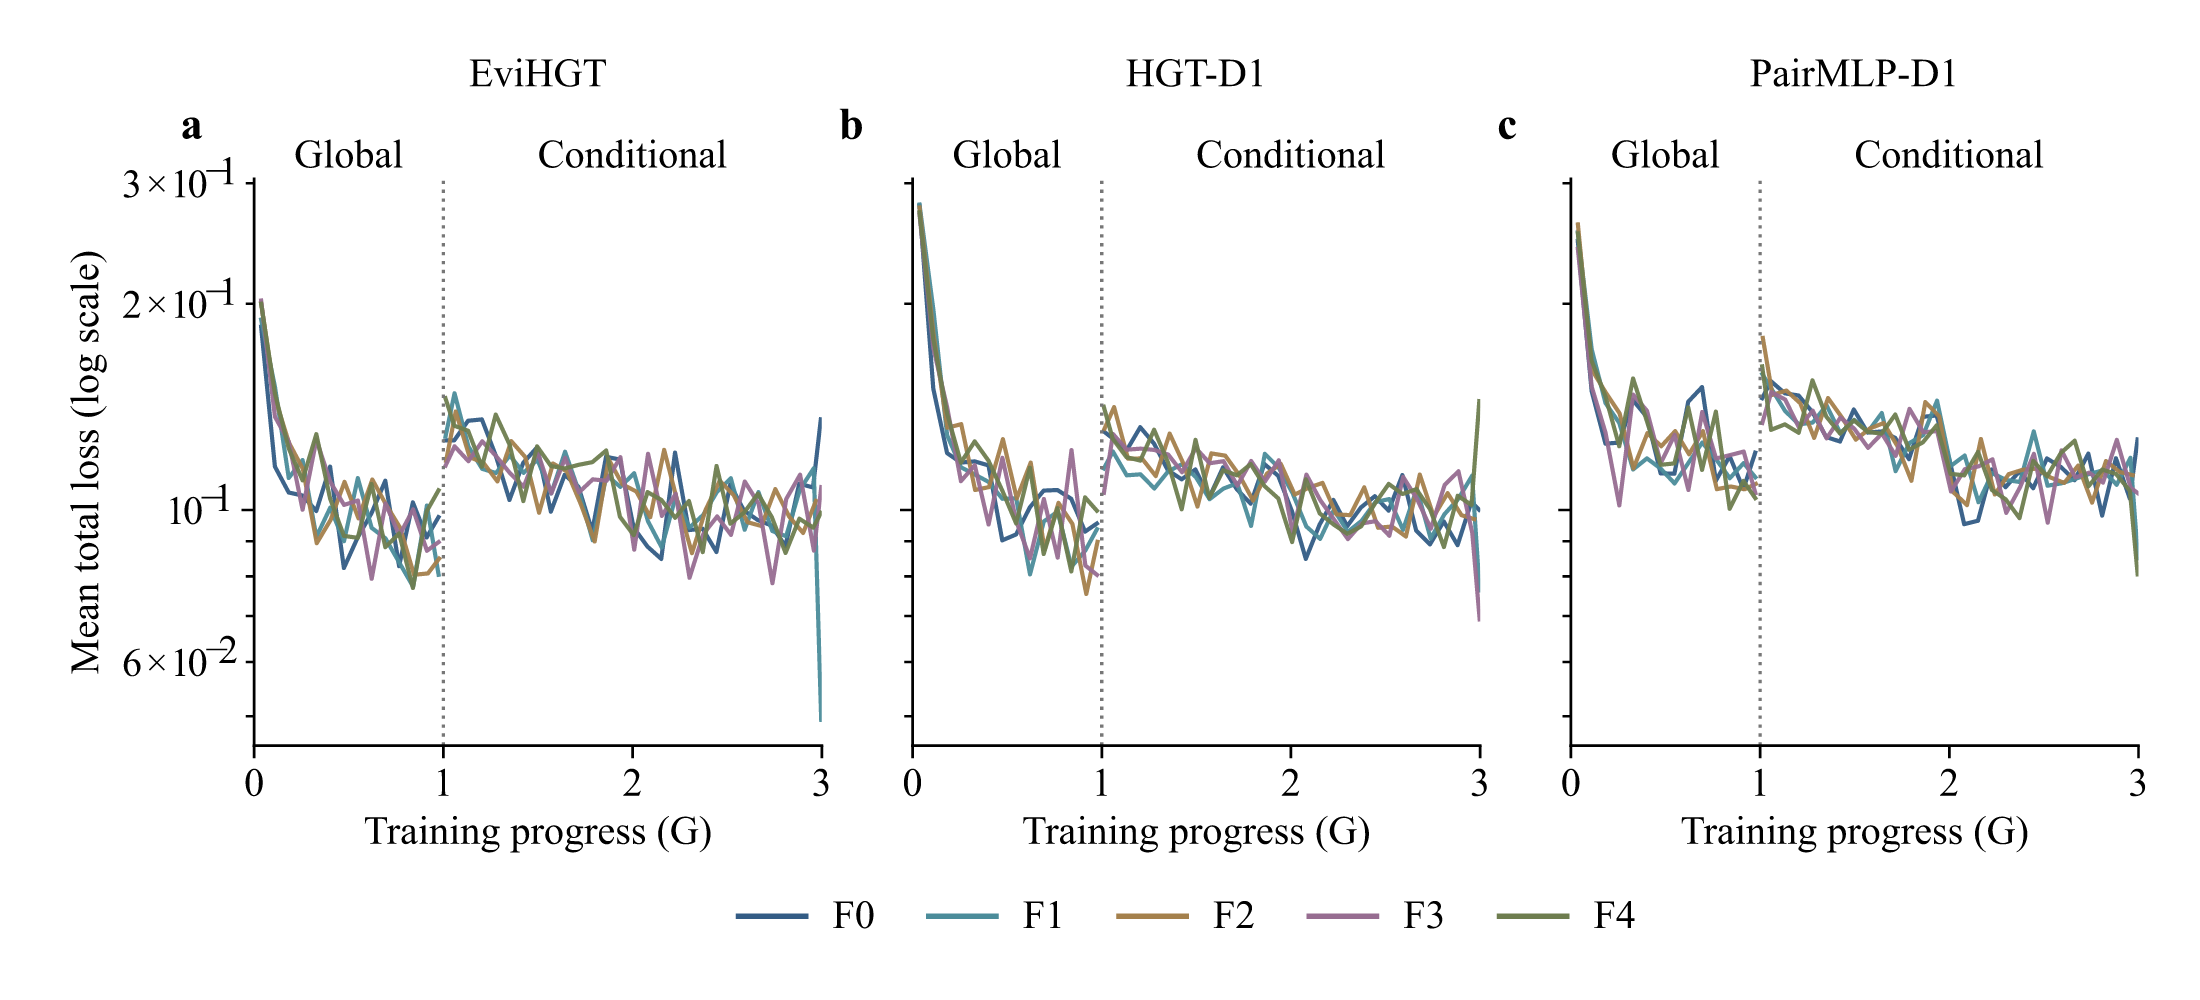 EviHGT
HGT-D1
PairMLP-D1
a
b
c
Global
Conditional
Global
Conditional
Global
Conditional
3×10⁻¹
2×10⁻¹
10⁻¹
6×10⁻²
Mean total loss (log scale)
0 1 2 3
0 1 2 3
0 1 2 3
Training progress (G)
Training progress (G)
Training progress (G)
F0 F1 F2 F3 F4